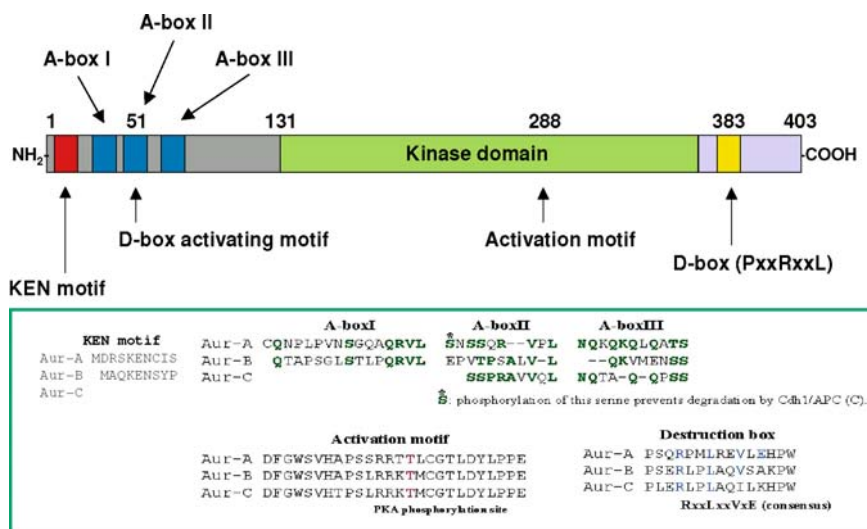 A-box II
A-box I
A-box III
1 51 131 288 383 403
NH2- Kinase domain -COOH
D-box activating motif
Activation motif
D-box (PxxRxxL)
KEN motif
KEN motif
Aur-A MDRSKENCIS
Aur-B MAQKENSYP
Aur-C
A-boxI A-boxII A-boxIII
Aur-A CQNPLPVNSGQAQRVL SNSSQR--VPL NQKQKQLQATS
Aur-B QTAPSGLSTLPQRVL EPVTPSALV-L --QKVMENSS
Aur-C SSPRAVVQL NQTA-Q-QPSS
*
S: phosphorylation of this serine prevents degradation by Cdh1/APC (C).
Activation motif
Aur-A DFGWSVHAPSSRRTTLCGTLDYLPPE
Aur-B DFGWSVHAPSLRRKTMCGTLDYLPPE
Aur-C DFGWSVHTPSLRRKTMCGTLDYLPPE
PKA phosphorylation site
Destruction box
Aur-A PSQRPMLREVLEHPW
Aur-B PSERLPLAQVSAKPW
Aur-C PLERLPLAQILKHPW
RxxLxxVxE (consensus)